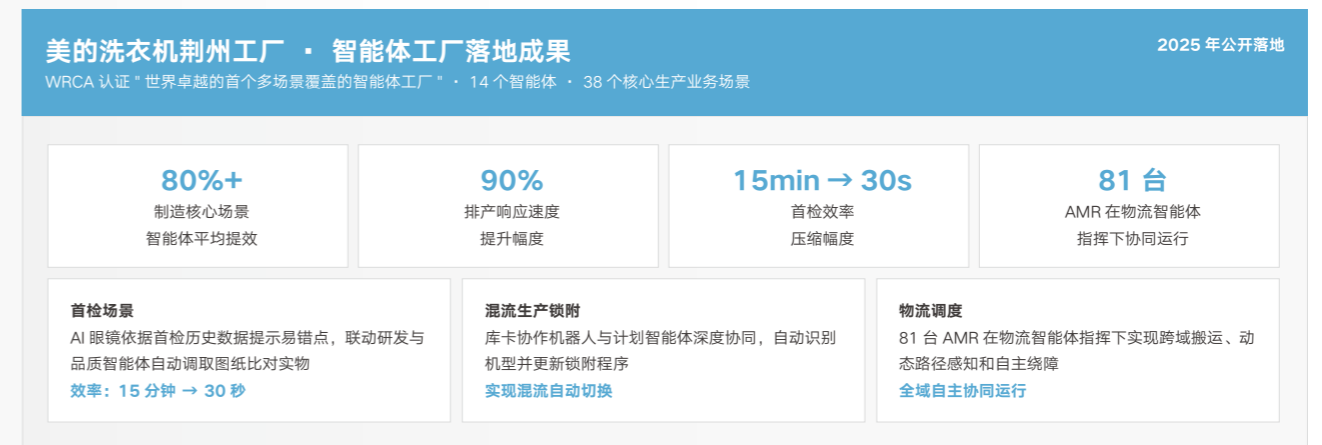 美的洗衣机荆州工厂 · 智能体工厂落地成果
2025 年公开落地
WRCA 认证 " 世界卓越的首个多场景覆盖的智能体工厂 " · 14 个智能体 · 38 个核心生产业务场景
80%+
制造核心场景
智能体平均提效
90%
排产响应速度
提升幅度
15min → 30s
首检效率
压缩幅度
81 台
AMR 在物流智能体
指挥下协同运行
首检场景
AI 眼镜依据首检历史数据提示易错点，联动研发与
品质智能体自动调取图纸比对实物
效率：15 分钟 → 30 秒
混流生产锁附
库卡协作机器人与计划智能体深度协同，自动识别
机型并更新锁附程序
实现混流自动切换
物流调度
81 台 AMR 在物流智能体指挥下实现跨域搬运、动
态路径感知和自主绕障
全域自主协同运行